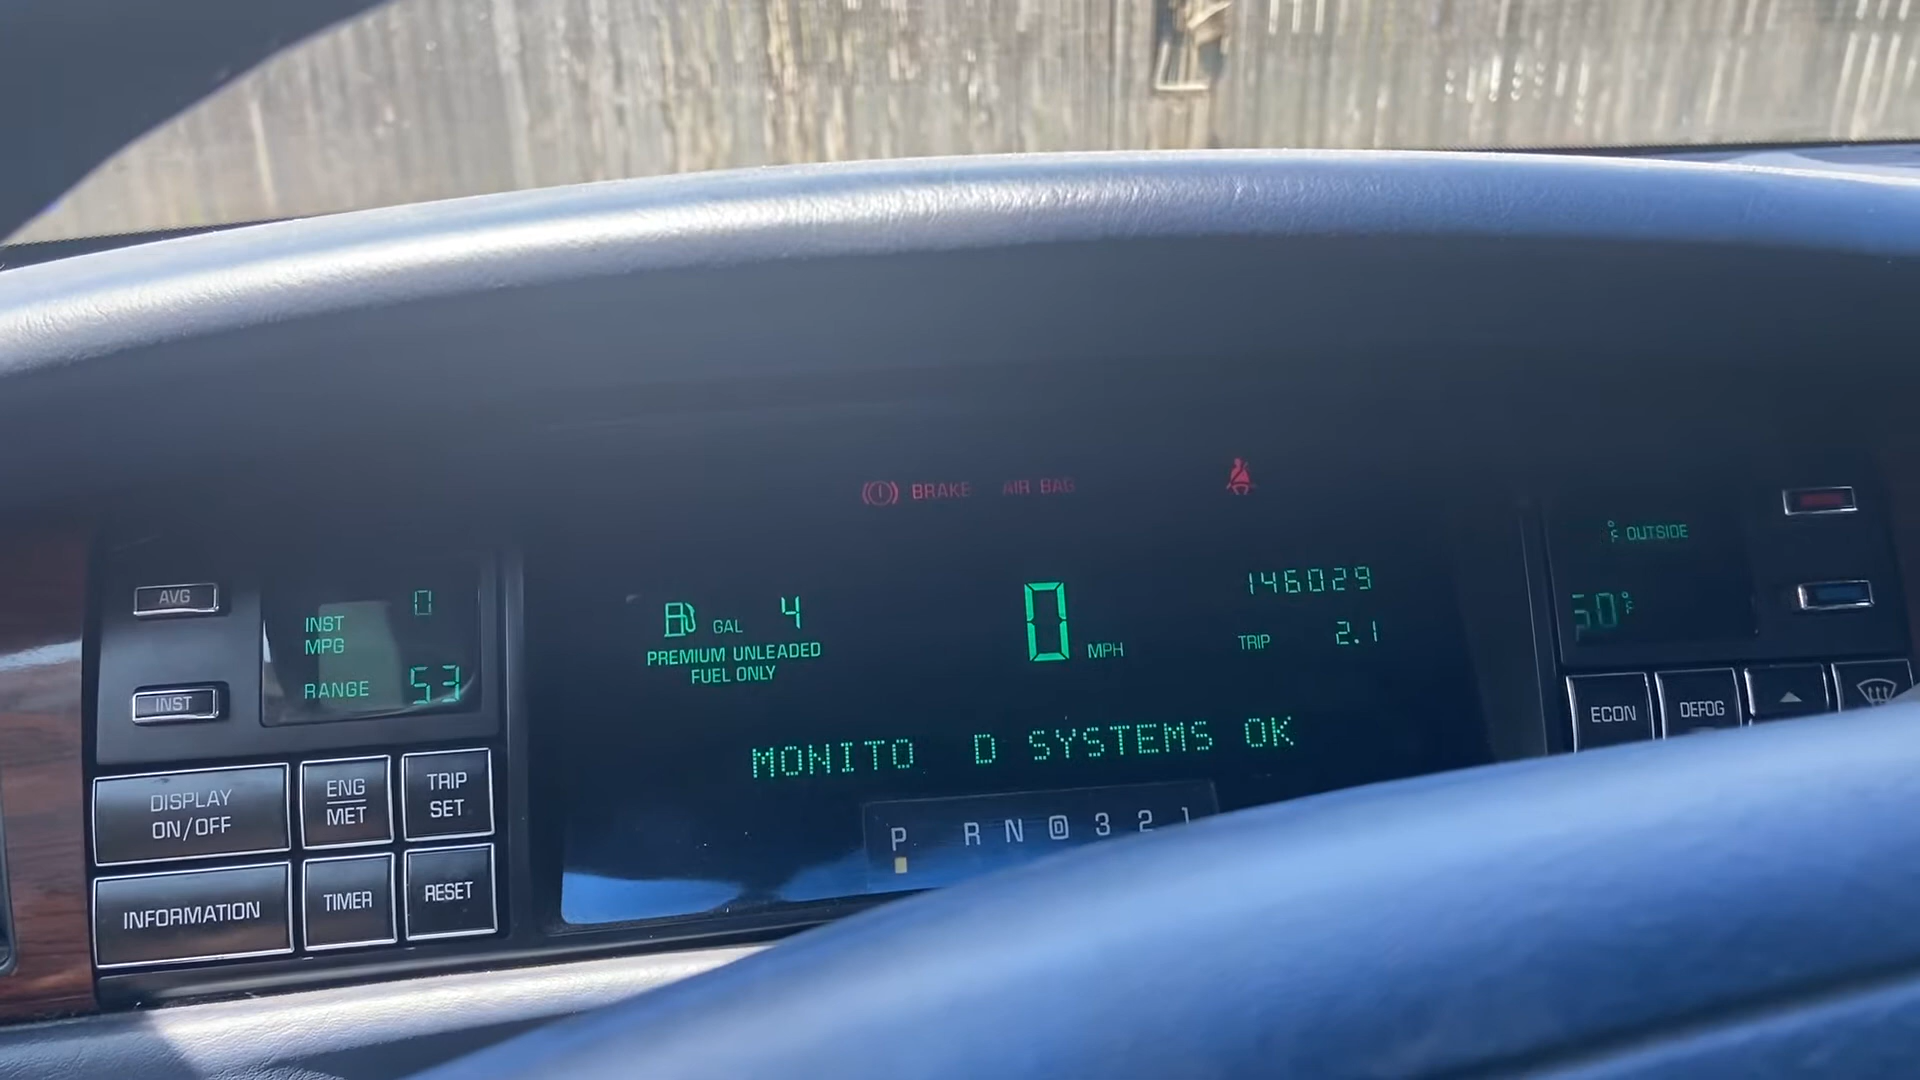 BRAKE AIR BAG
°F OUTSIDE
AVG
INST
MPG 0
RANGE 53
INST
GAL 4
PREMIUM UNLEADED
FUEL ONLY
0 MPH
146029
TRIP 2.1
50°F
MONITO D SYSTEMS OK
P R N D 3 2 1
DISPLAY
ON/OFF
ENG
MET
TRIP
SET
INFORMATION
TIMER
RESET
ECON
DEFOG